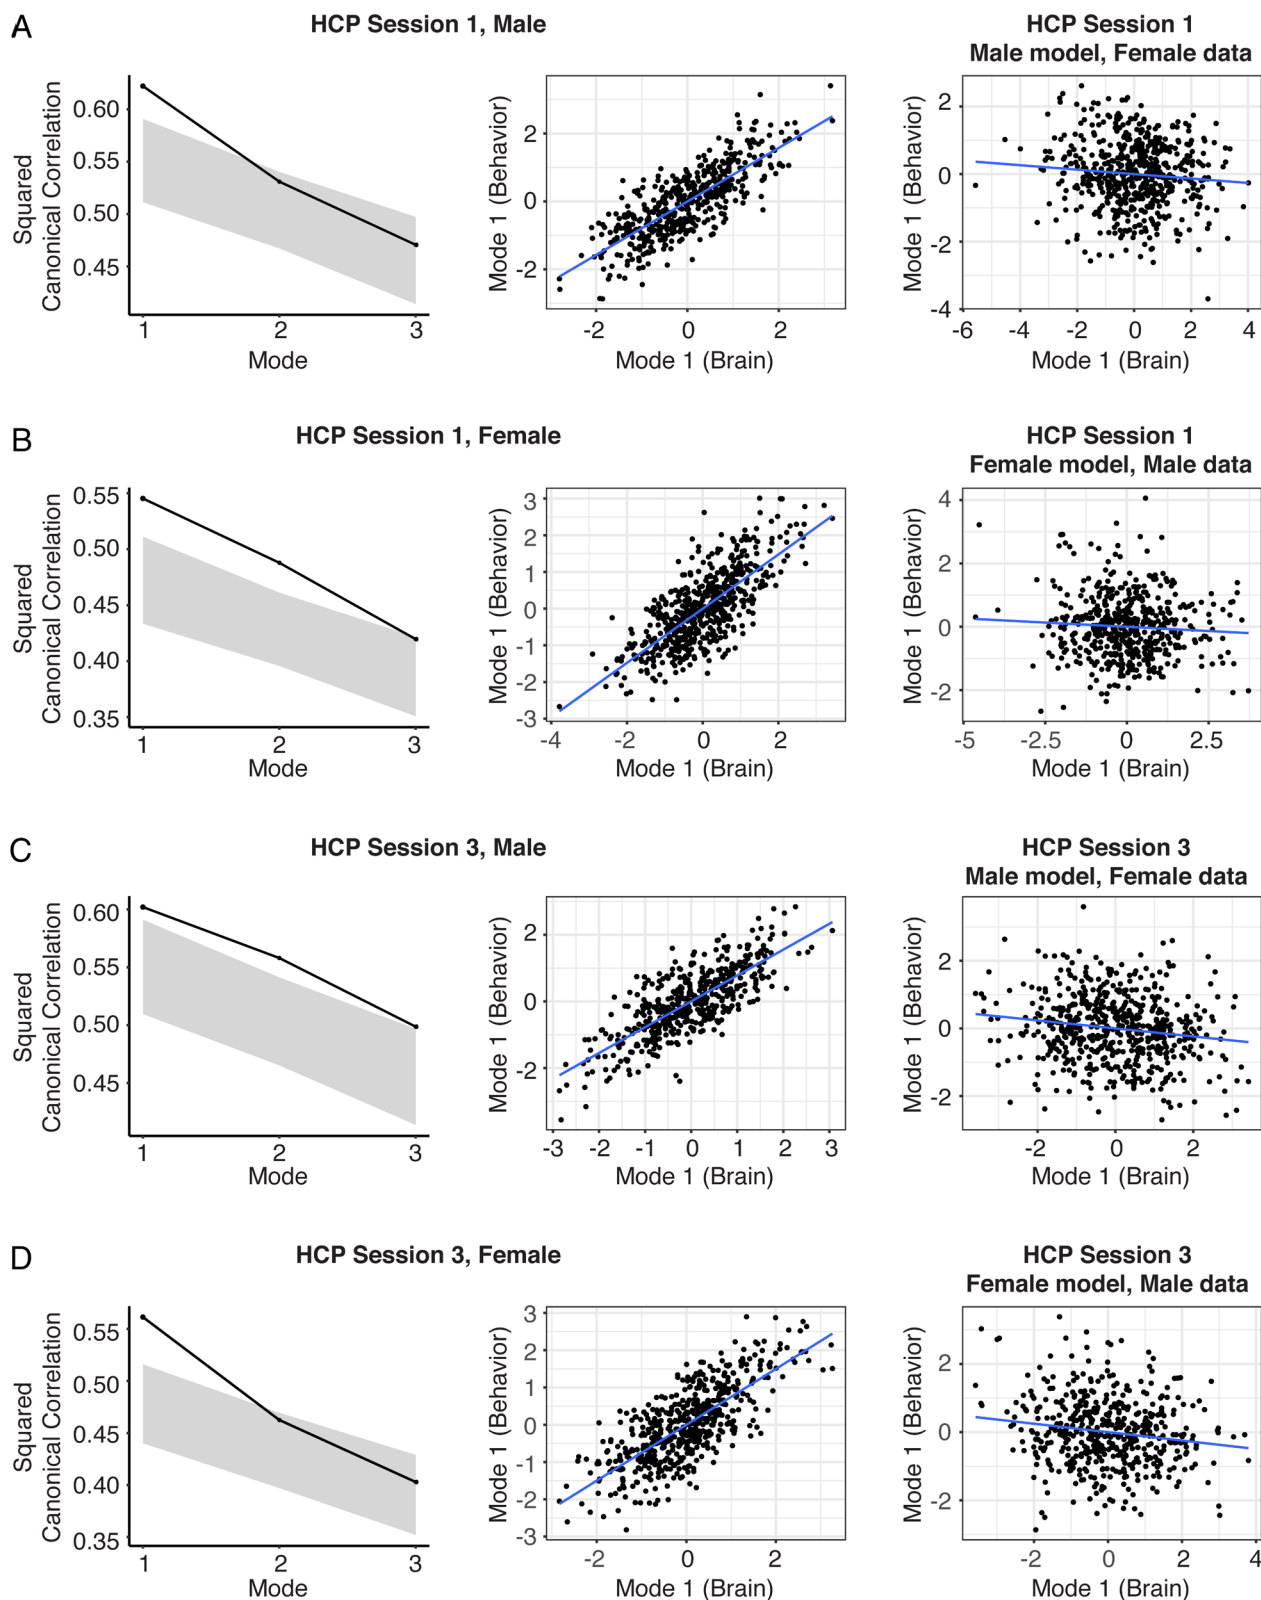 A
HCP Session 1, Male
HCP Session 1
Male model, Female data
Squared
Canonical Correlation
0.60
0.55
0.50
0.45
1
2
3
Mode
Mode 1 (Behavior)
2
0
-2
-2
0
2
Mode 1 (Brain)
Mode 1 (Behavior)
2
0
-2
-4
-6
-4
-2
0
2
4
Mode 1 (Brain)
B
HCP Session 1, Female
HCP Session 1
Female model, Male data
Squared
Canonical Correlation
0.55
0.50
0.45
0.40
0.35
1
2
3
Mode
Mode 1 (Behavior)
3
2
1
0
-1
-2
-3
-4
-2
0
2
Mode 1 (Brain)
Mode 1 (Behavior)
4
2
0
-2
-5
-2.5
0
2.5
Mode 1 (Brain)
C
HCP Session 3, Male
HCP Session 3
Male model, Female data
Squared
Canonical Correlation
0.60
0.55
0.50
0.45
1
2
3
Mode
Mode 1 (Behavior)
2
0
-2
-3
-2
-1
0
1
2
3
Mode 1 (Brain)
Mode 1 (Behavior)
2
0
-2
-2
0
2
Mode 1 (Brain)
D
HCP Session 3, Female
HCP Session 3
Female model, Male data
Squared
Canonical Correlation
0.55
0.50
0.45
0.40
0.35
1
2
3
Mode
Mode 1 (Behavior)
3
2
1
0
-1
-2
-3
-2
0
2
Mode 1 (Brain)
Mode 1 (Behavior)
2
0
-2
-2
0
2
4
Mode 1 (Brain)